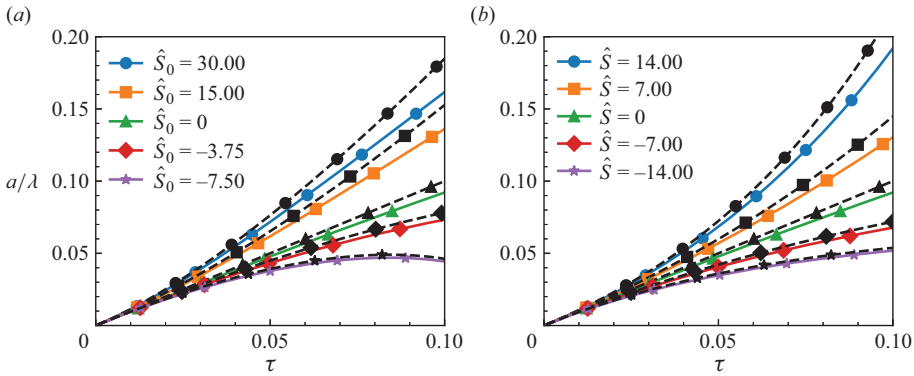 (a)
(b)
0.20
0.15
0.10
0.05
0
a/λ
Ŝ₀ = 30.00
Ŝ₀ = 15.00
Ŝ₀ = 0
Ŝ₀ = –3.75
Ŝ₀ = –7.50
0.05
0.10
τ
0.20
0.15
0.10
0.05
0
Ŝ = 14.00
Ŝ = 7.00
Ŝ = 0
Ŝ = –7.00
Ŝ = –14.00
0.05
0.10
τ